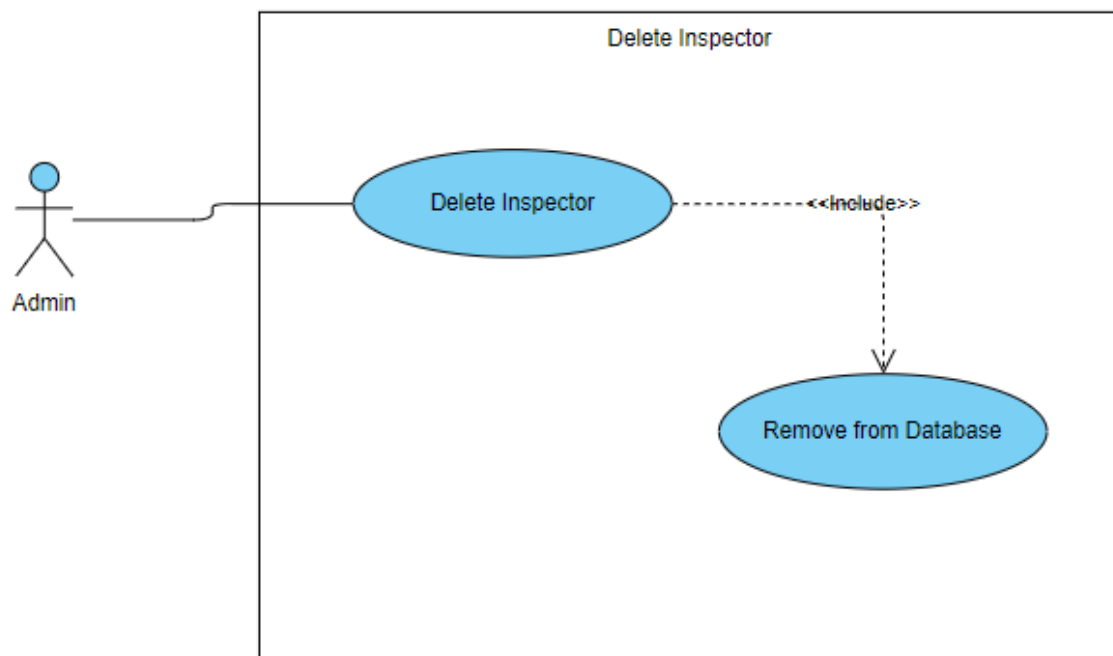 Delete Inspector
Delete Inspector
<<Include>>
Admin
Remove from Database